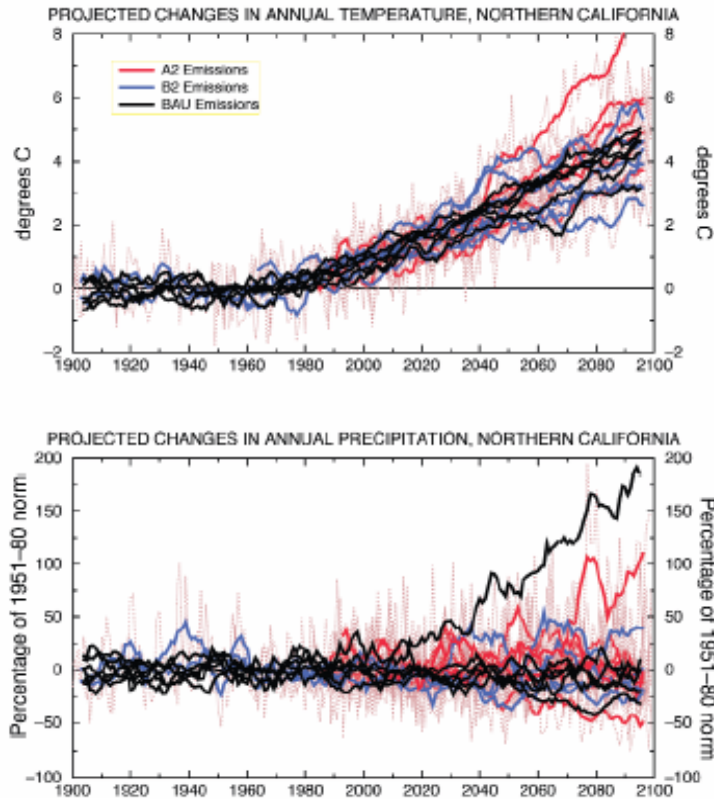 PROJECTED CHANGES IN ANNUAL TEMPERATURE, NORTHERN CALIFORNIA
8 8
A2 Emissions
B2 Emissions
BAU Emissions
6 6
4 4
2 2
0 0
−2 −2
degrees C
degrees C
1900 1920 1940 1960 1980 2000 2020 2040 2060 2080 2100
PROJECTED CHANGES IN ANNUAL PRECIPITATION, NORTHERN CALIFORNIA
200 200
150 150
100 100
50 50
0 0
−50 −50
−100 −100
Percentage of 1951−80 norm
Percentage of 1951−80 norm
1900 1920 1940 1960 1980 2000 2020 2040 2060 2080 2100